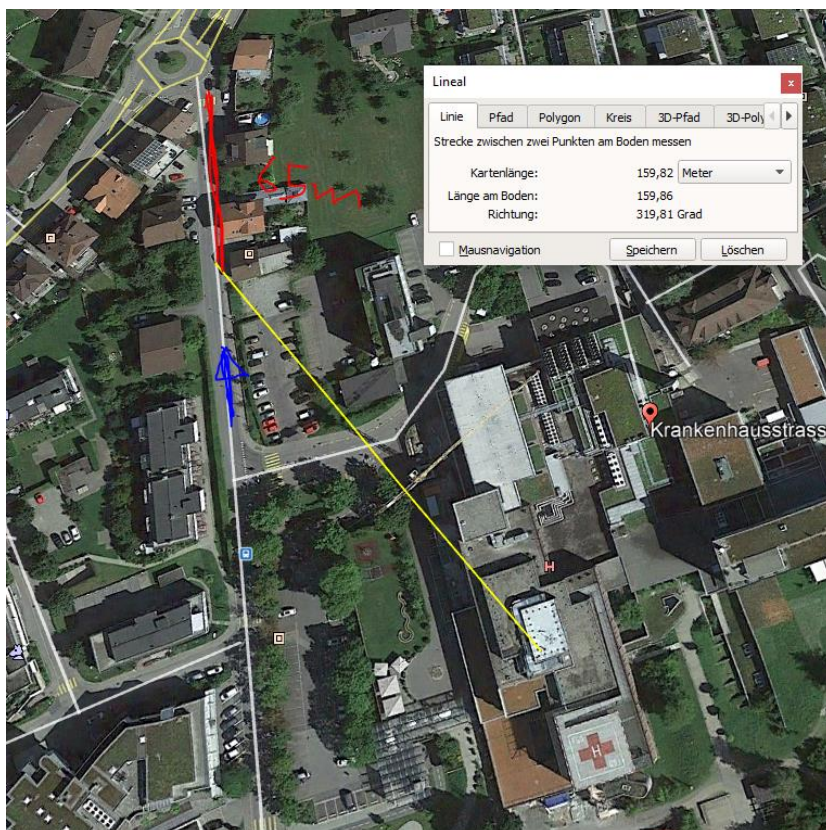 Lineal
x
Linie Pfad Polygon Kreis 3D-Pfad 3D-Poly
Strecke zwischen zwei Punkten am Boden messen
Kartenlänge: 159,82 Meter
Länge am Boden: 159,86
Richtung: 319,81 Grad
Mausnavigation Speichern Löschen
65m
Krankenhausstrass
H
H